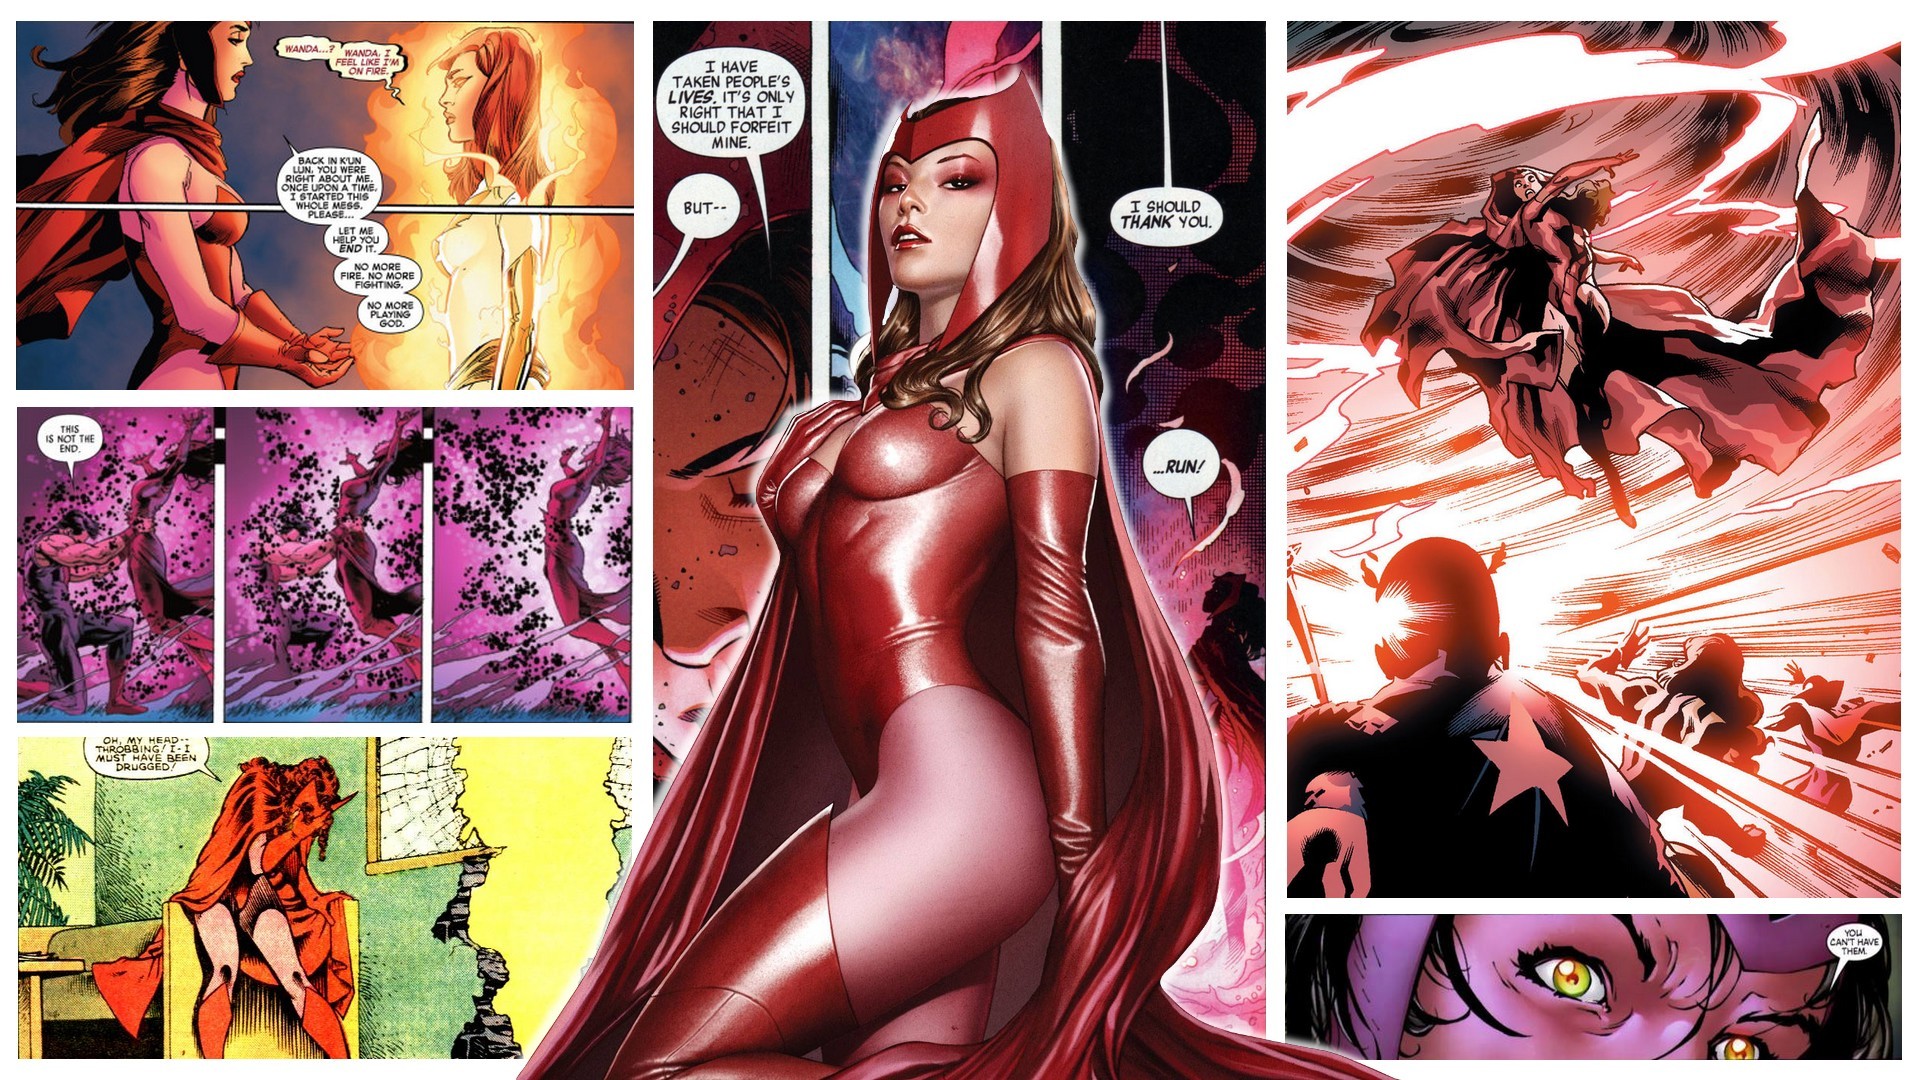 WANDA...?
WANDA, I
FEEL LIKE I'M
ON FIRE.
BACK IN K'UN
LUN, YOU WERE
RIGHT ABOUT ME.
ONCE UPON A TIME,
I STARTED THIS
WHOLE MESS.
PLEASE...
LET ME
HELP YOU
END IT.
NO MORE
FIRE. NO MORE
FIGHTING.
NO MORE
PLAYING
GOD.
THIS
IS NOT THE
END.
OH, MY HEAD--
THROBBING! I-I
MUST HAVE BEEN
DRUGGED!
I HAVE
TAKEN PEOPLE'S
LIVES. IT'S ONLY
RIGHT THAT I
SHOULD FORFEIT
MINE.
BUT--
I SHOULD
THANK YOU.
...RUN!
YOU
CAN'T HAVE
THEM.